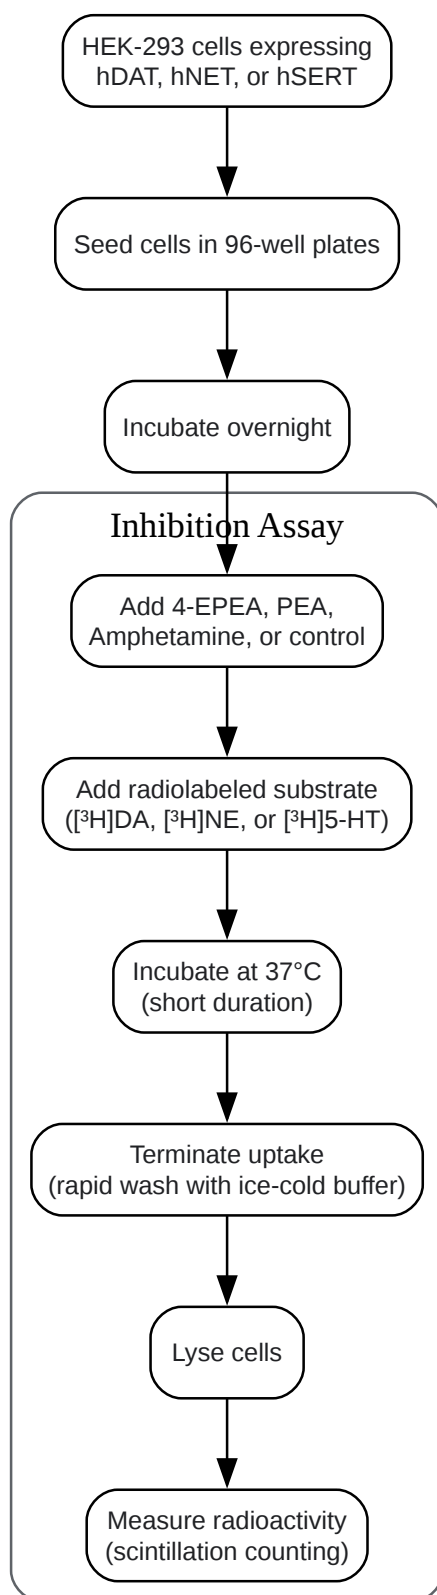 HEK-293 cells expressing
hDAT, hNET, or hSERT
Seed cells in 96-well plates
Incubate overnight
Inhibition Assay
Add 4-EPEA, PEA,
Amphetamine, or control
Add radiolabeled substrate
([³H]DA, [³H]NE, or [³H]5-HT)
Incubate at 37°C
(short duration)
Terminate uptake
(rapid wash with ice-cold buffer)
Lyse cells
Measure radioactivity
(scintillation counting)